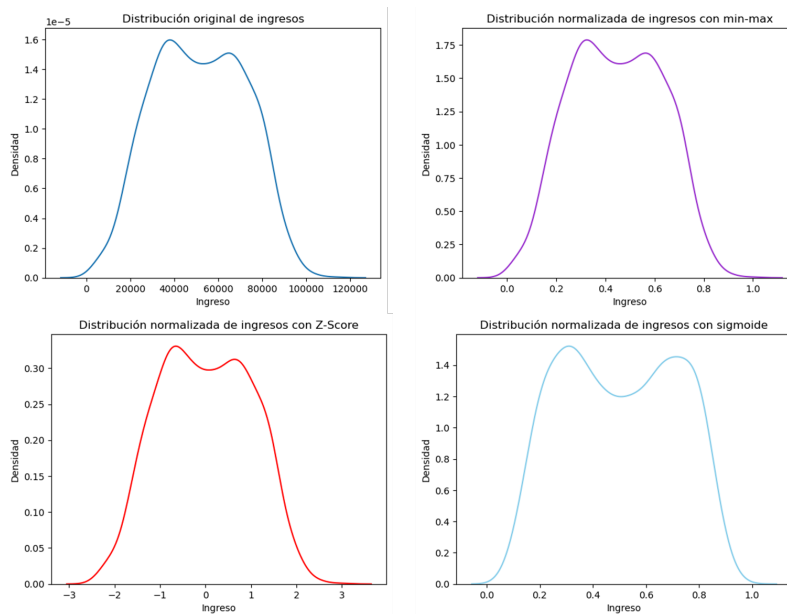 Distribución original de ingresos
1e−5
1.6
1.4
1.2
1.0
0.8
0.6
0.4
0.2
0.0
Densidad
0 20000 40000 60000 80000 100000 120000
Ingreso
Distribución normalizada de ingresos con min-max
1.75
1.50
1.25
1.00
0.75
0.50
0.25
0.00
Densidad
0.0 0.2 0.4 0.6 0.8 1.0
Ingreso
Distribución normalizada de ingresos con Z-Score
0.30
0.25
0.20
0.15
0.10
0.05
0.00
Densidad
−3 −2 −1 0 1 2 3
Ingreso
Distribución normalizada de ingresos con sigmoide
1.4
1.2
1.0
0.8
0.6
0.4
0.2
0.0
Densidad
0.0 0.2 0.4 0.6 0.8 1.0
Ingreso